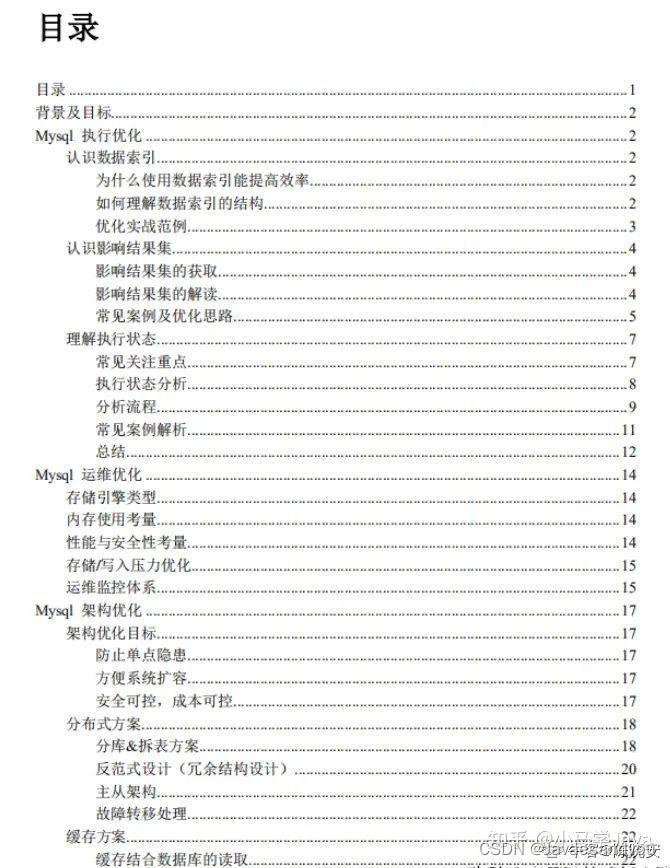 目录
目录 1
背景及目标 2
Mysql 执行优化 2
认识数据索引 2
为什么使用数据索引能提高效率 2
如何理解数据索引的结构 2
优化实战范例 3
认识影响结果集 4
影响结果集的获取 4
影响结果集的解读 4
常见案例及优化思路 5
理解执行状态 7
常见关注重点 7
执行状态分析 8
分析流程 9
常见案例解析 11
总结 12
Mysql 运维优化 14
存储引擎类型 14
内存使用考量 14
性能与安全性考量 14
存储/写入压力优化 15
运维监控体系 15
Mysql 架构优化 17
架构优化目标 17
防止单点隐患 17
方便系统扩容 17
安全可控，成本可控 17
分布式方案 18
分库&拆表方案 18
反范式设计（冗余结构设计） 20
主从架构 21
故障转移处理 22
缓存方案 22
缓存结合数据库的读取 22
知乎 @小马学Java
CSDN